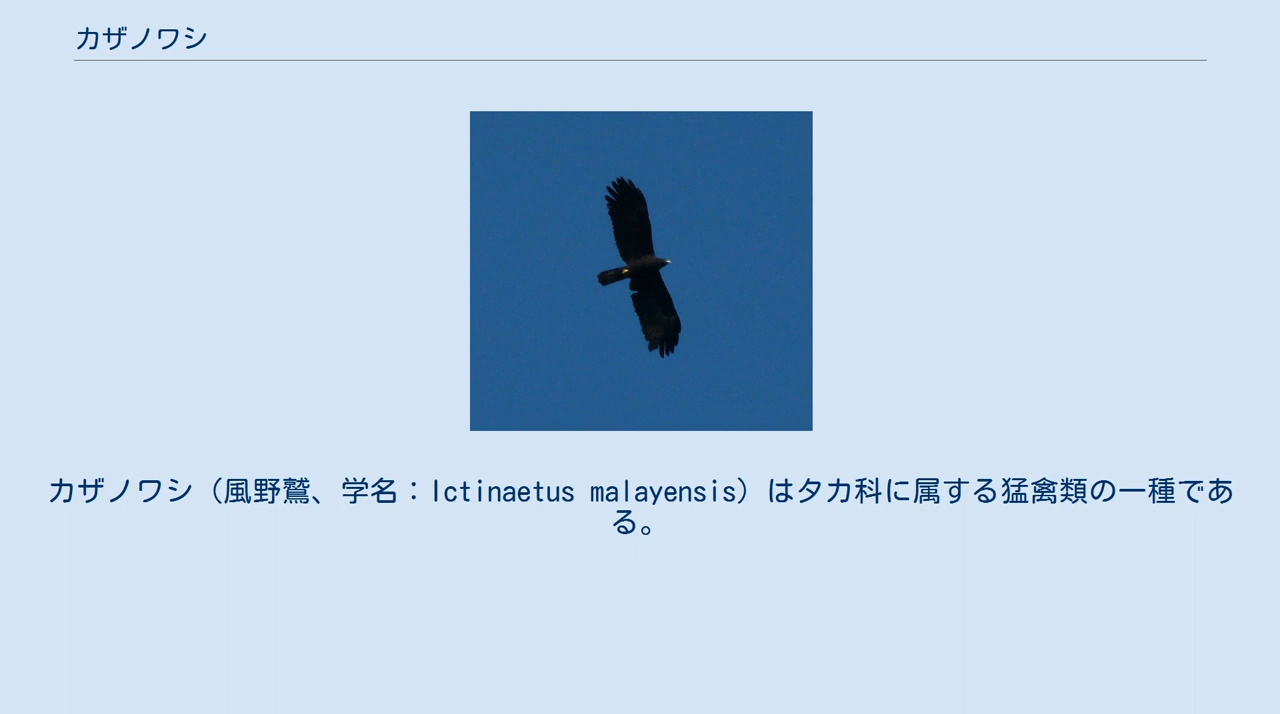 カザノワシ
カザノワシ（風野鷲、学名：Ictinaetus malayensis）はタカ科に属する猛禽類の一種であ
る。